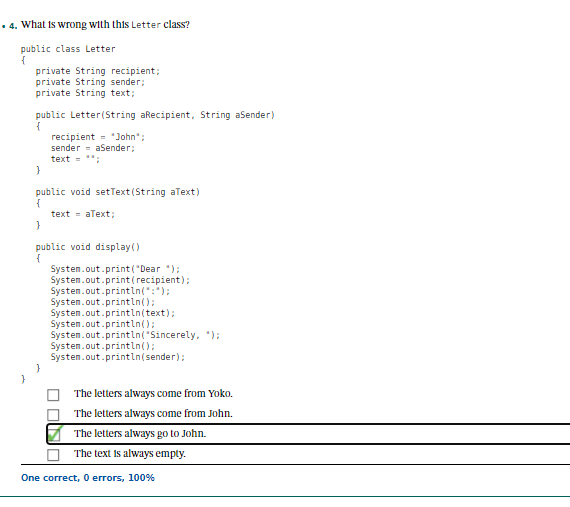 • 4. What is wrong with this Letter class?
public class Letter
{
   private String recipient;
   private String sender;
   private String text;

   public Letter(String aRecipient, String aSender)
   {
      recipient = "John";
      sender = aSender;
      text = "";
   }

   public void setText(String aText)
   {
      text = aText;
   }

   public void display()
   {
      System.out.print("Dear ");
      System.out.print(recipient);
      System.out.println(":");
      System.out.println();
      System.out.println(text);
      System.out.println();
      System.out.println("Sincerely, ");
      System.out.println();
      System.out.println(sender);
   }
}
The letters always come from Yoko.
The letters always come from John.
The letters always go to John.
The text is always empty.
One correct, 0 errors, 100%